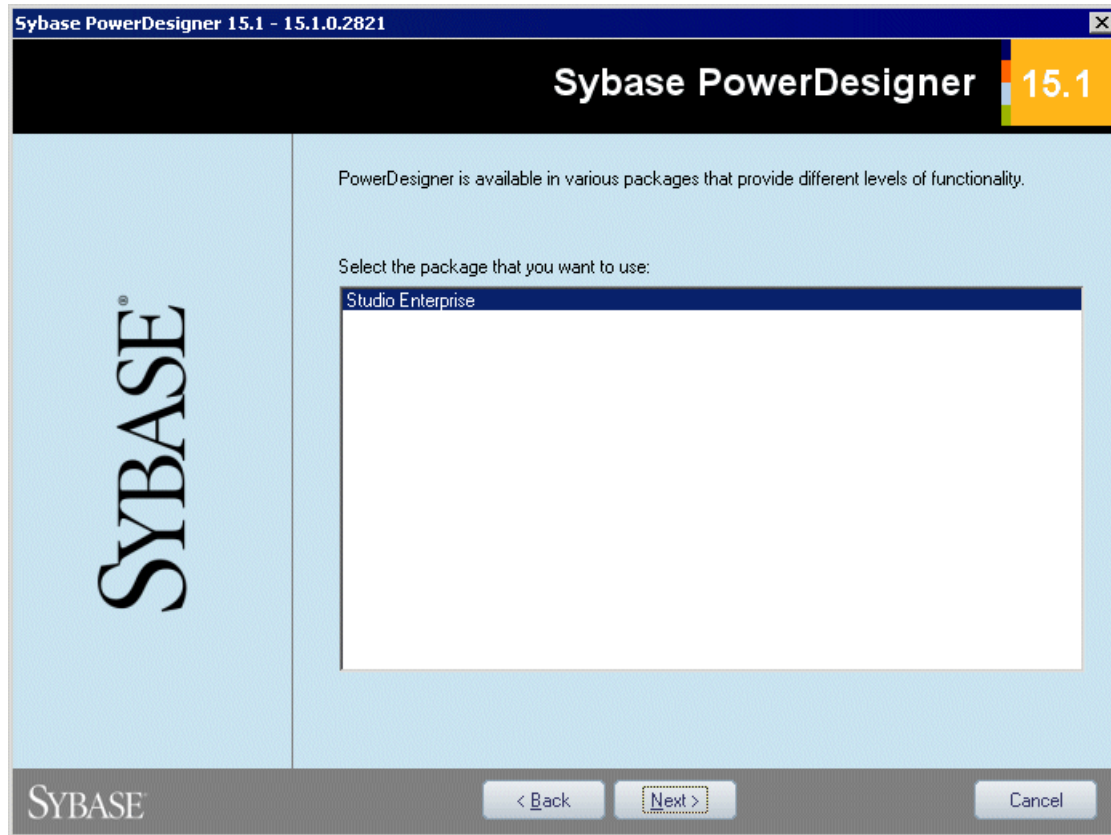 Sybase PowerDesigner 15.1 - 15.1.0.2821
Sybase PowerDesigner 15.1
PowerDesigner is available in various packages that provide different levels of functionality.
Select the package that you want to use:
Studio Enterprise
SYBASE®
SYBASE
< Back
Next >
Cancel